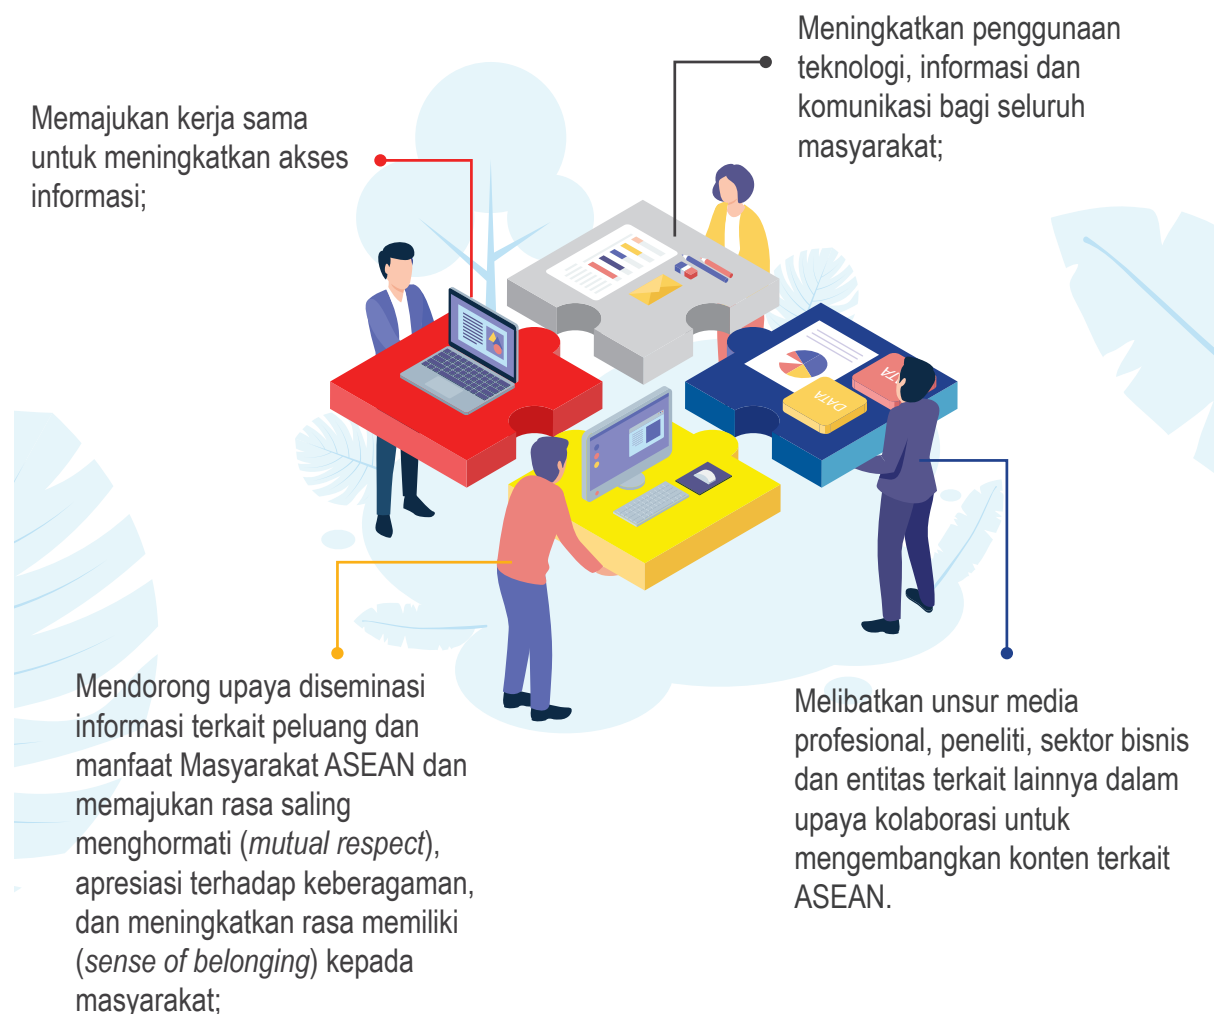 Memajukan kerja sama
untuk meningkatkan akses
informasi;
Meningkatkan penggunaan
teknologi, informasi dan
komunikasi bagi seluruh
masyarakat;
DATA
DATA
Mendorong upaya diseminasi
informasi terkait peluang dan
manfaat Masyarakat ASEAN dan
memajukan rasa saling
menghormati (mutual respect),
apresiasi terhadap keberagaman,
dan meningkatkan rasa memiliki
(sense of belonging) kepada
masyarakat;
Melibatkan unsur media
profesional, peneliti, sektor bisnis
dan entitas terkait lainnya dalam
upaya kolaborasi untuk
mengembangkan konten terkait
ASEAN.